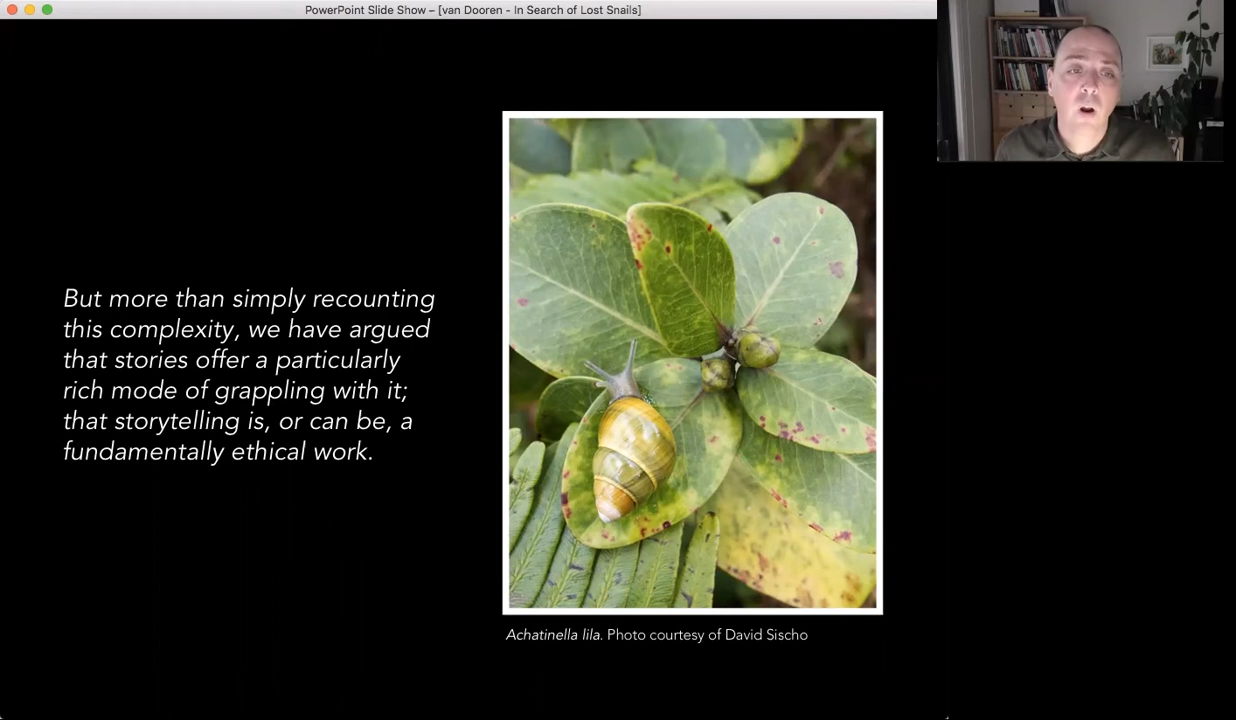 PowerPoint Slide Show – [van Dooren - In Search of Lost Snails]
But more than simply recounting
this complexity, we have argued
that stories offer a particularly
rich mode of grappling with it;
that storytelling is, or can be, a
fundamentally ethical work.
Achatinella lila. Photo courtesy of David Sischo